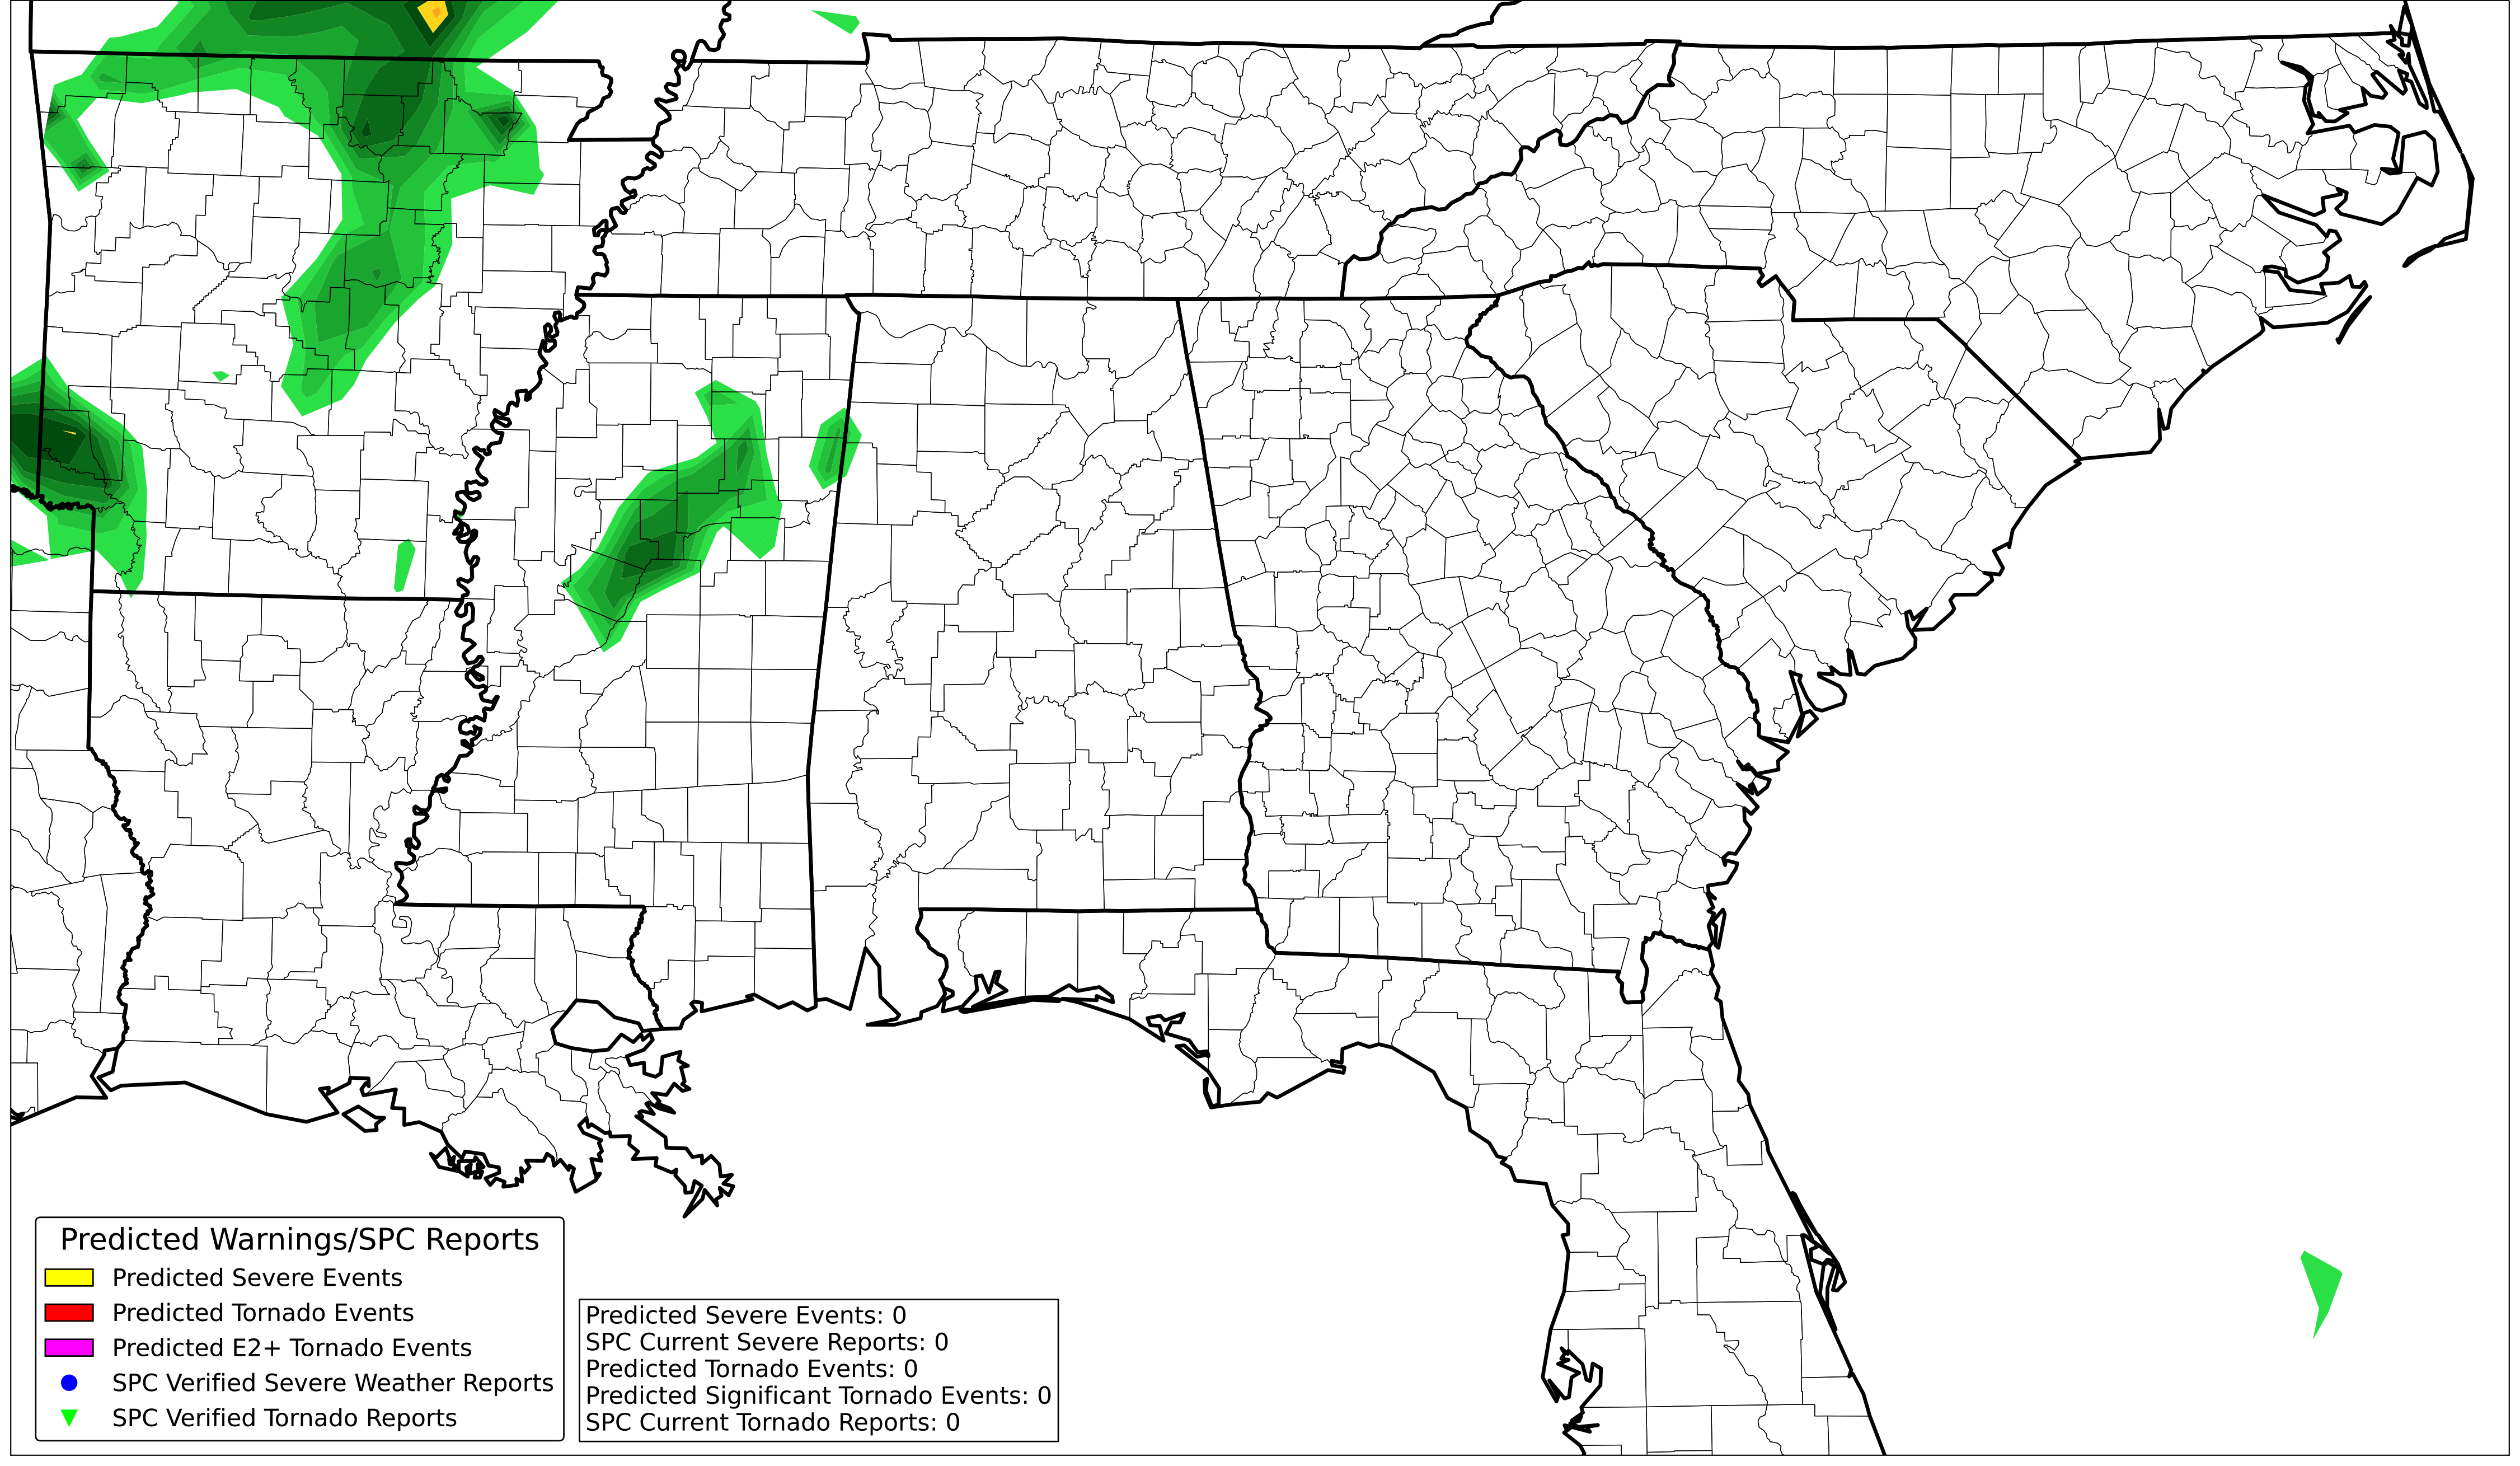 Predicted Warnings/SPC Reports
Predicted Severe Events
Predicted Tornado Events
Predicted E2+ Tornado Events
SPC Verified Severe Weather Reports
SPC Verified Tornado Reports
Predicted Severe Events: 0
SPC Current Severe Reports: 0
Predicted Tornado Events: 0
Predicted Significant Tornado Events: 0
SPC Current Tornado Reports: 0